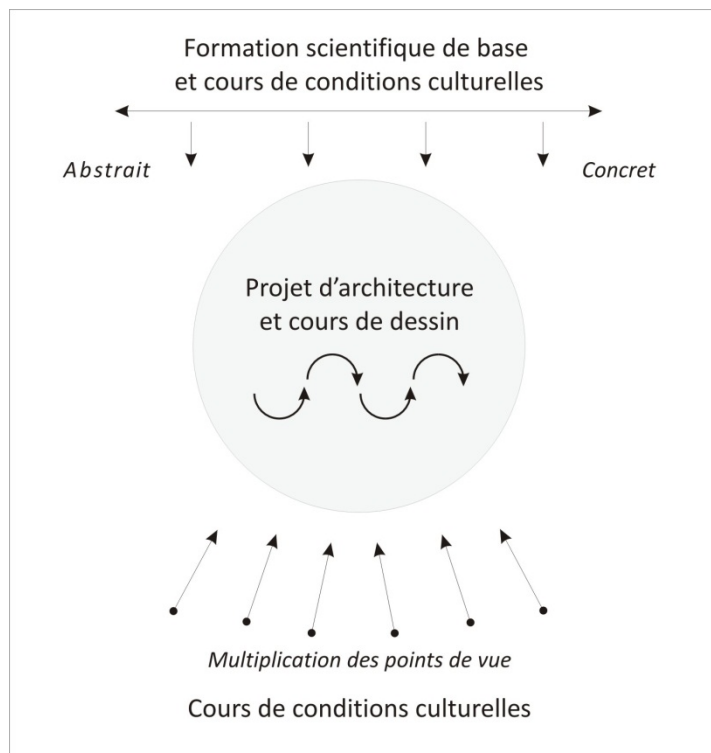 Formation scientifique de base
et cours de conditions culturelles
Abstrait
Concret
Projet d'architecture
et cours de dessin
Multiplication des points de vue
Cours de conditions culturelles